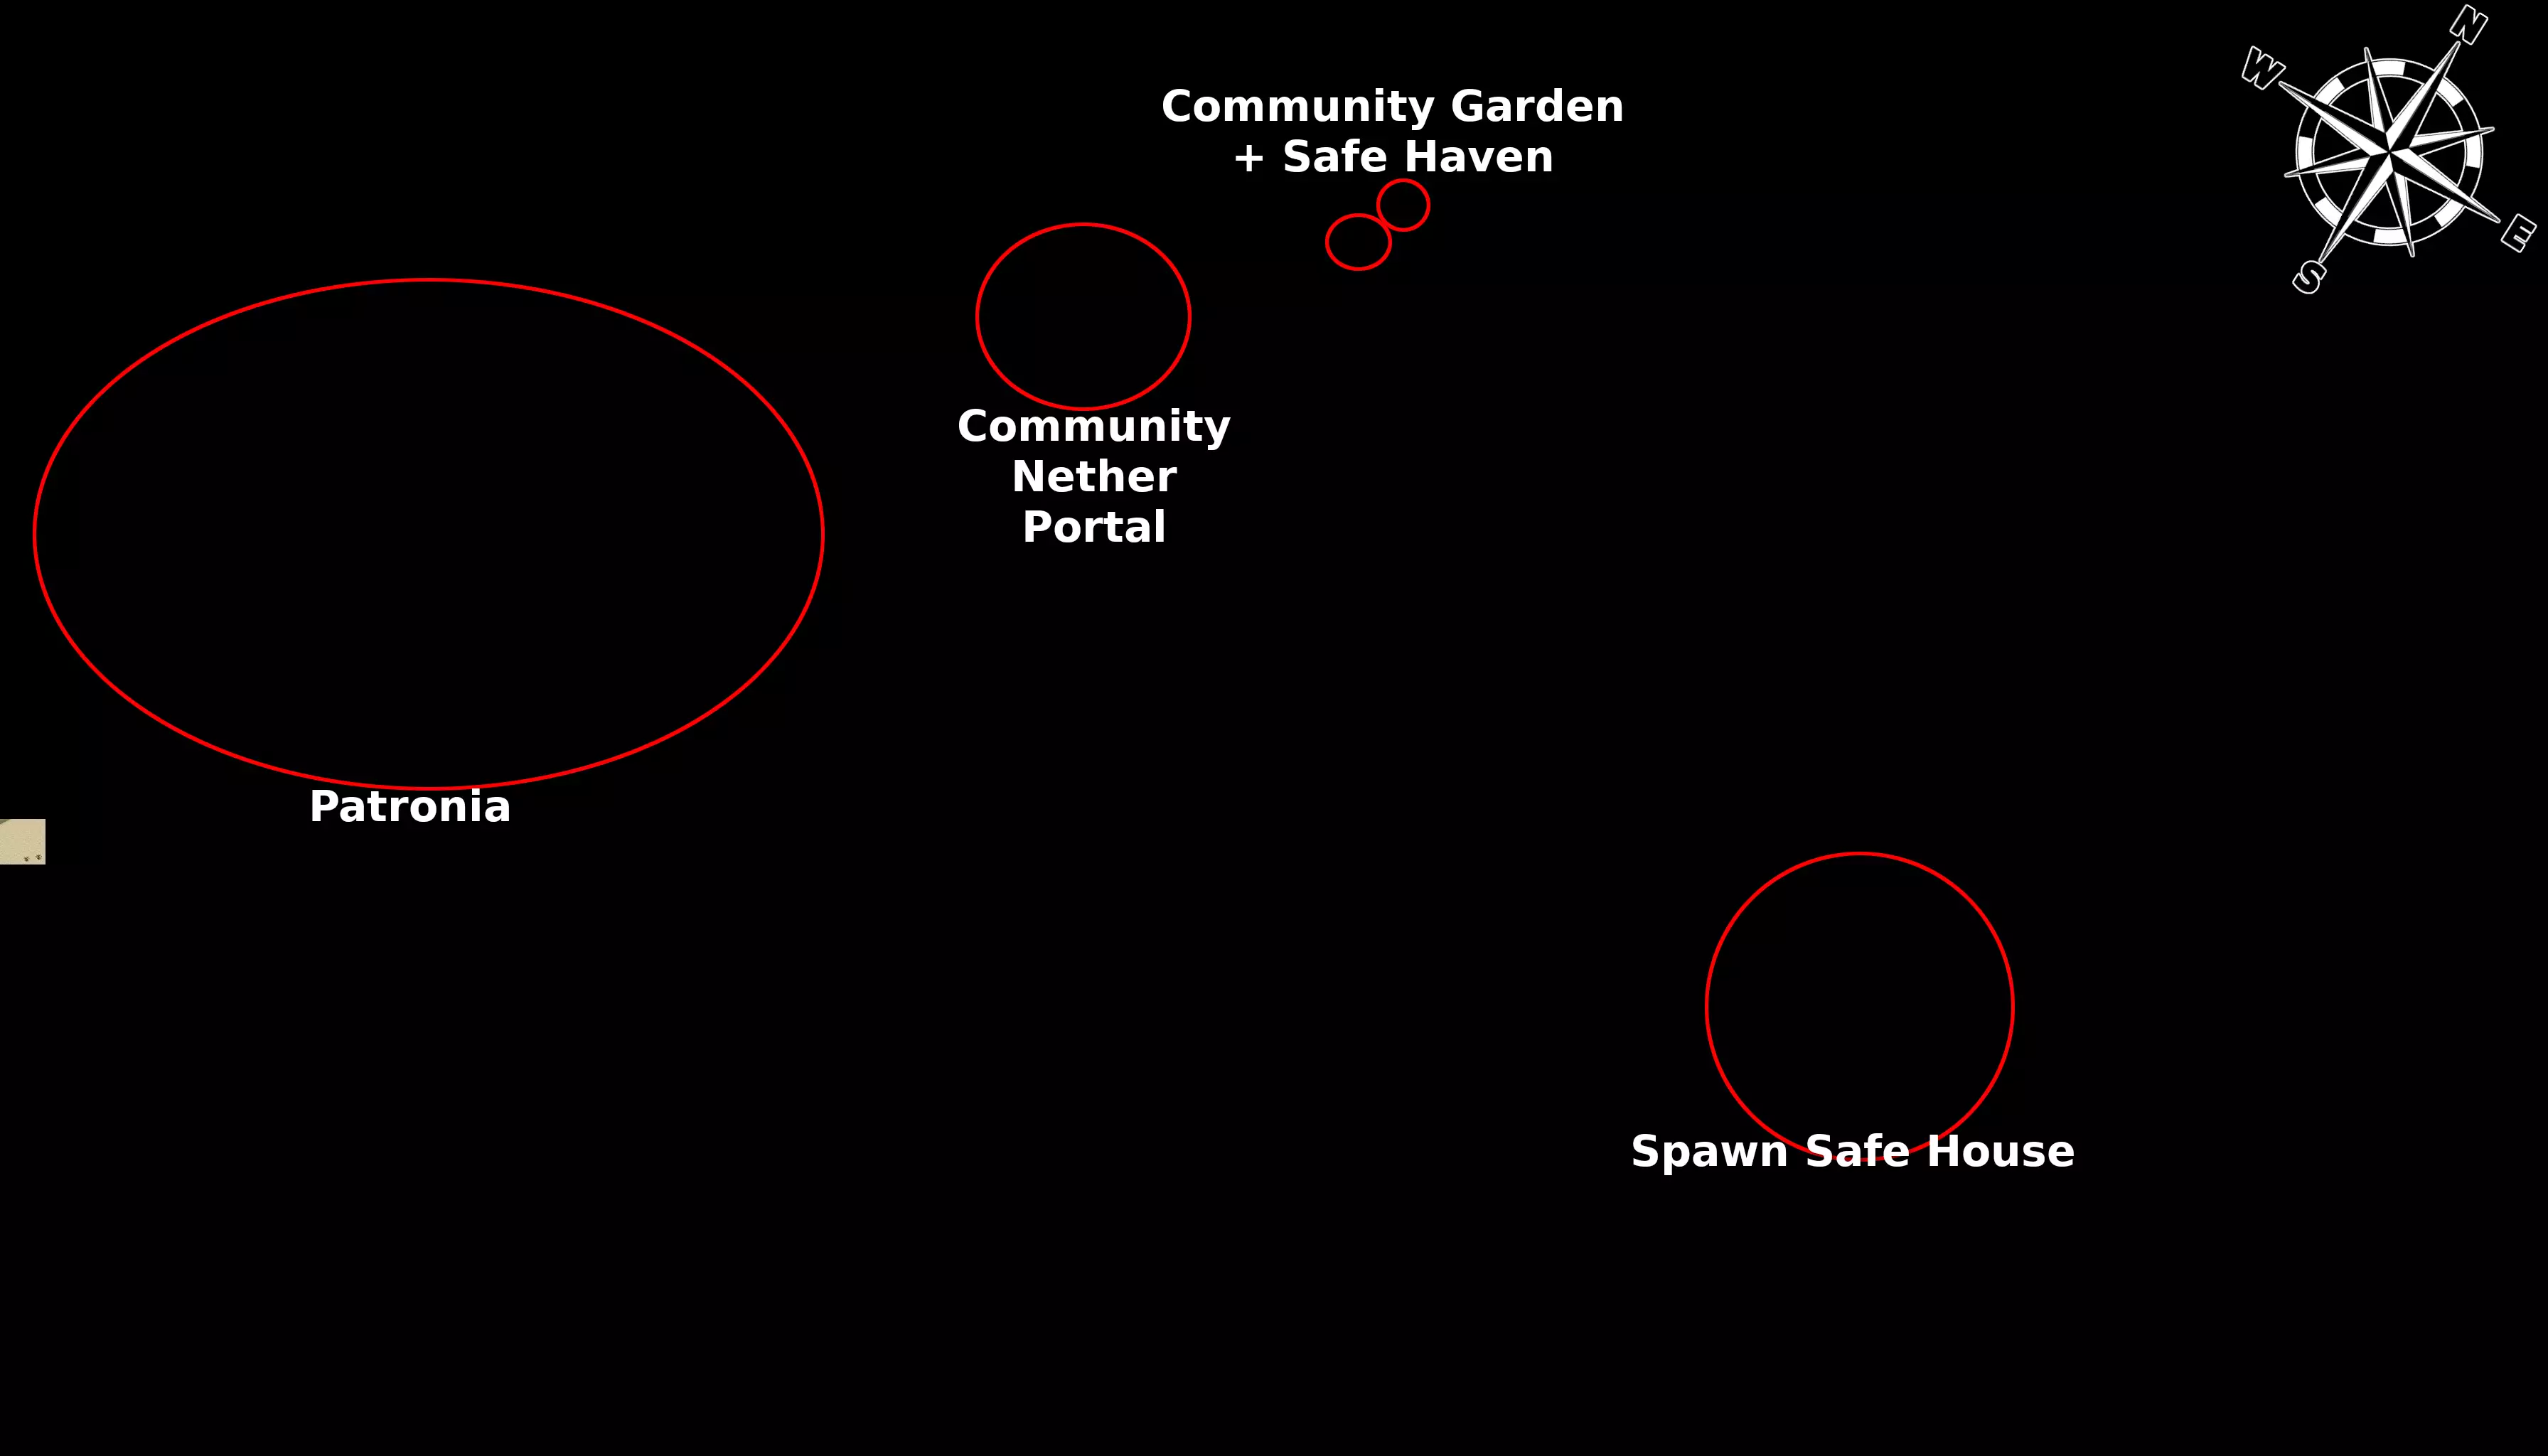 N
W
E
S
Community Garden
+ Safe Haven
Community
Nether
Portal
Patronia
Spawn Safe House